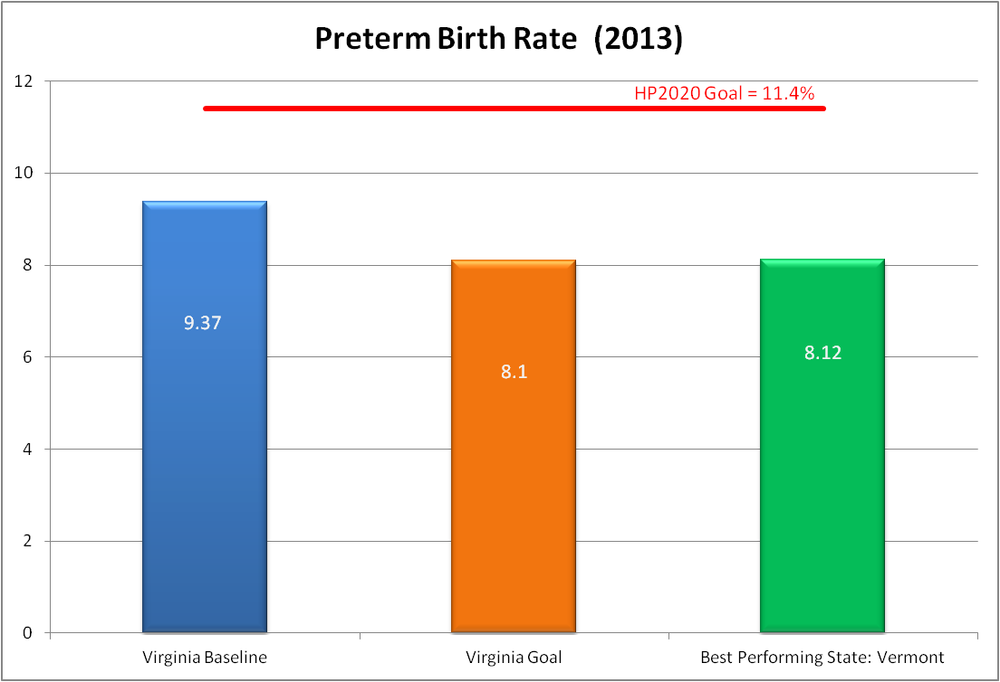 Preterm Birth Rate (2013)
12
HP2020 Goal = 11.4%
10
8
6
4
2
0
9.37
8.1
8.12
Virginia Baseline
Virginia Goal
Best Performing State: Vermont